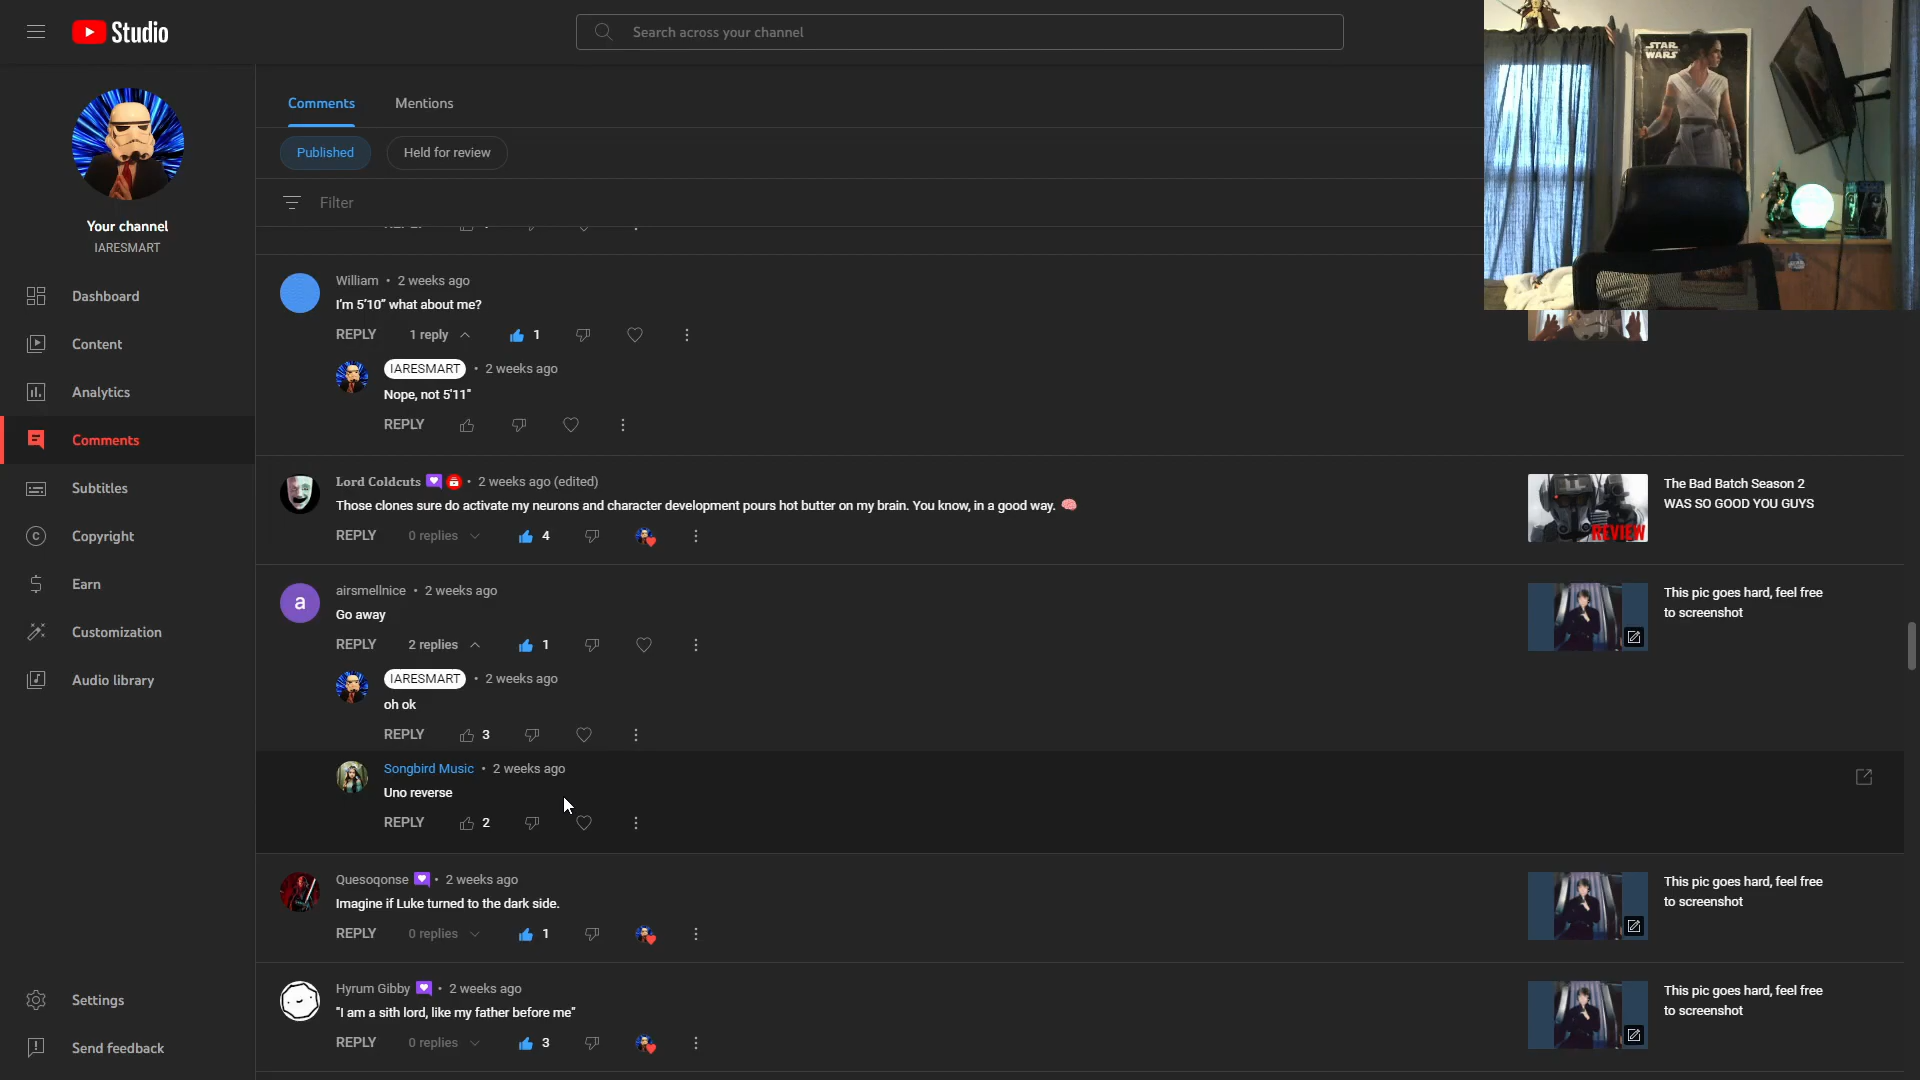 Studio
Search across your channel
STAR
WARS
Your channel
IARESMART
Dashboard
Content
Analytics
Comments
Subtitles
Copyright
Earn
Customization
Audio library
Settings
Send feedback
Comments
Mentions
Published
Held for review
Filter
William • 2 weeks ago
I'm 5'10" what about me?
REPLY 1 reply 1
IARESMART • 2 weeks ago
Nope, not 5'11"
REPLY
Lord Coldcuts • 2 weeks ago (edited)
Those clones sure do activate my neurons and character development pours hot butter on my brain. You know, in a good way. 🧠
REPLY 0 replies 4
REVIEW
The Bad Batch Season 2
WAS SO GOOD YOU GUYS
a
airsmellnice • 2 weeks ago
Go away
REPLY 2 replies 1
This pic goes hard, feel free
to screenshot
IARESMART • 2 weeks ago
oh ok
REPLY 3
Songbird Music • 2 weeks ago
Uno reverse
REPLY 2
Quesoqonse • 2 weeks ago
Imagine if Luke turned to the dark side.
REPLY 0 replies 1
This pic goes hard, feel free
to screenshot
Hyrum Gibby • 2 weeks ago
"I am a sith lord, like my father before me"
REPLY 0 replies 3
This pic goes hard, feel free
to screenshot